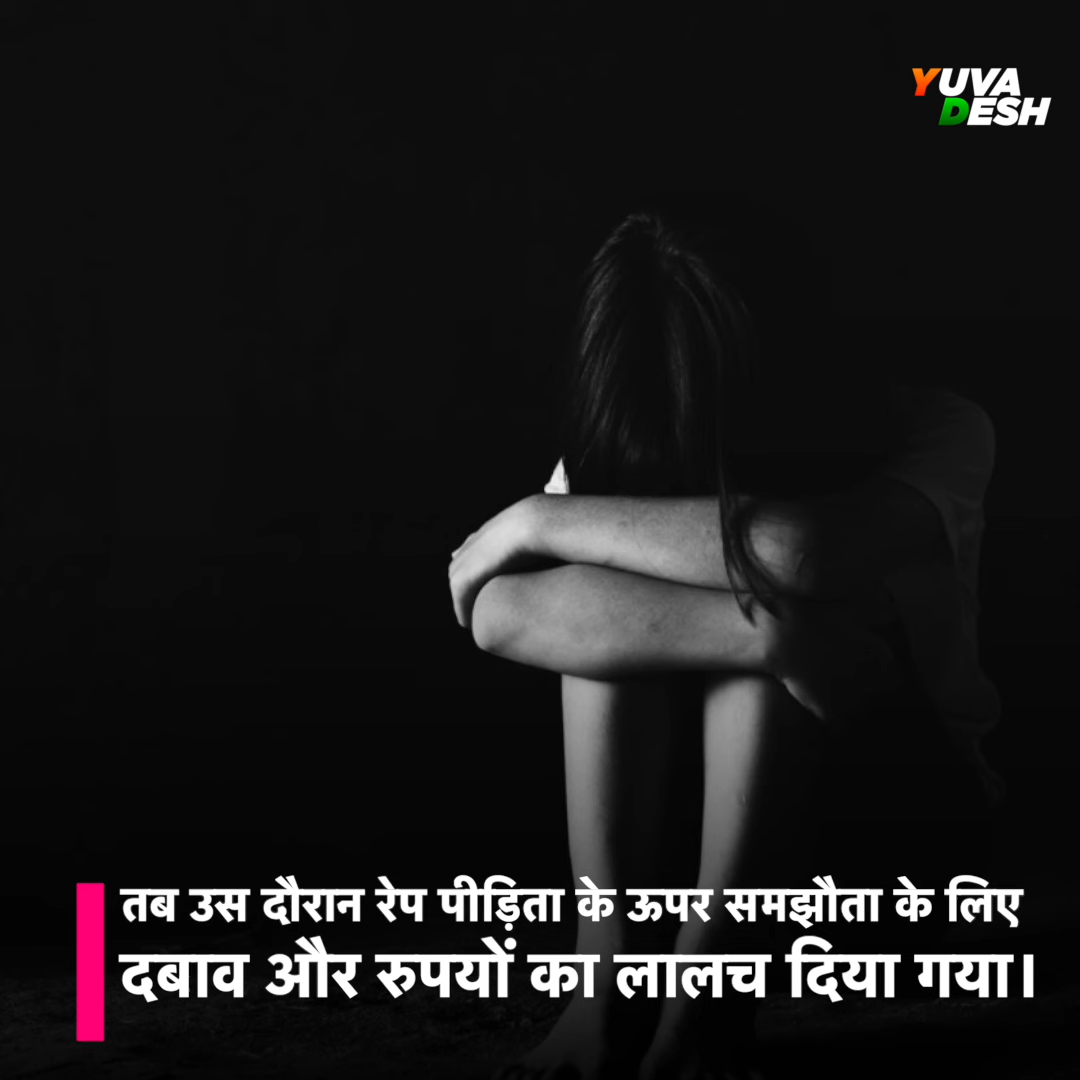 YUVA
DESH
तब उस दौरान रेप पीड़िता के ऊपर समझौता के लिए
दबाव और रुपयों का लालच दिया गया।